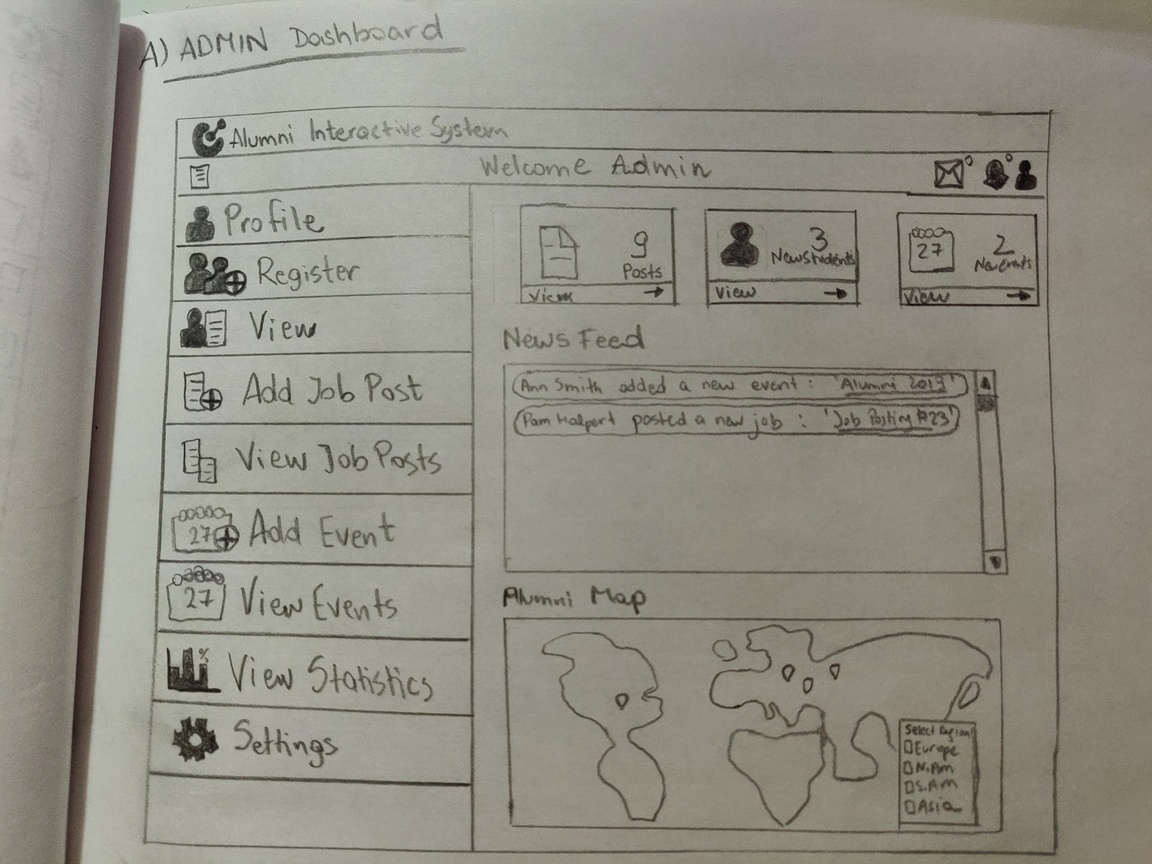 A) ADMIN Dashboard
Alumni Interactive System
Welcome Admin
Profile
Register
View
Add Job Post
View Job Posts
27 Add Event
27 View Events
% View Statistics
Settings
9
Posts
View
3
New Students
View
27
2
New Events
View
News Feed
Ann Smith added a new event : 'Alumni 2019'
Pam Halpert posted a new job : 'Job Posting #23'
Alumni Map
Select Region
Europe
N.Am
S.Am
Asia